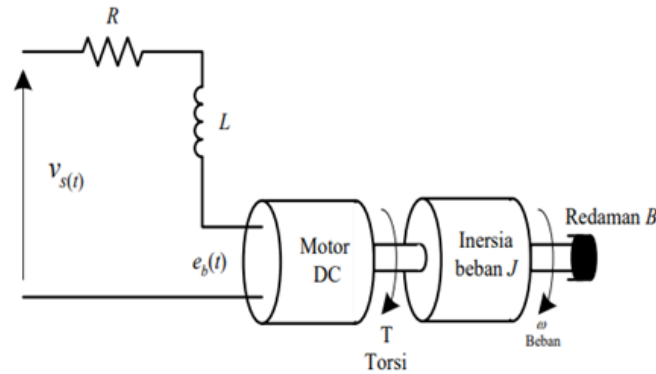 R
L
v_s(t)
e_b(t)
Motor
DC
Inersia
beban J
Redaman B
T
Torsi
ω
Beban